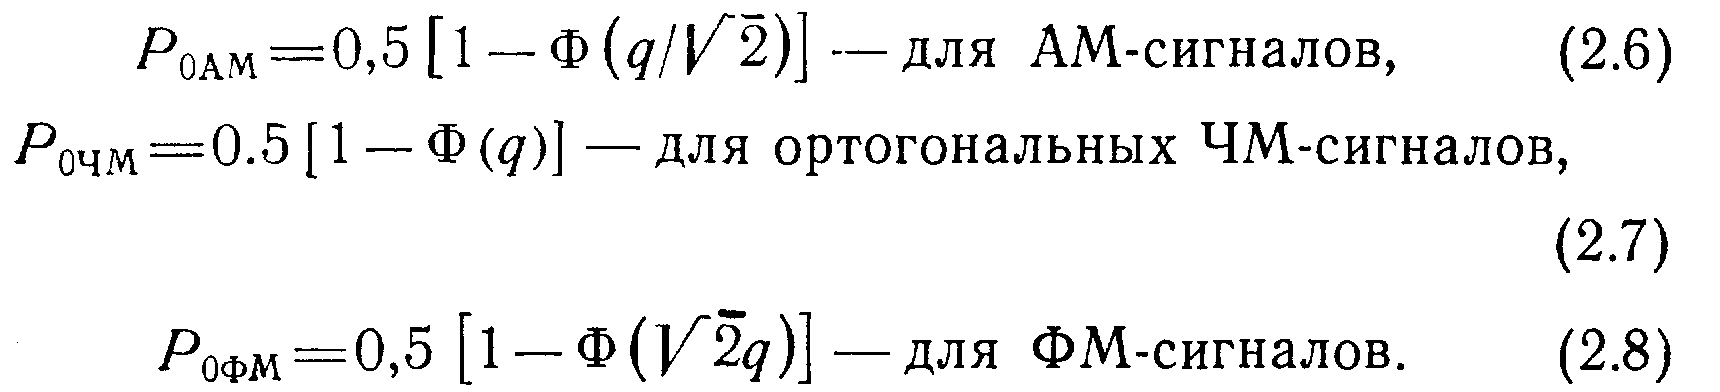 P₀АМ=0,5 [1 — Ф (q/√2)] — для АМ-сигналов, (2.6)
P₀ЧМ=0.5 [1 — Ф (q)] — для ортогональных ЧМ-сигналов,
(2.7)
P₀ФМ=0,5 [1 — Ф (√2q)] — для ФМ-сигналов. (2.8)